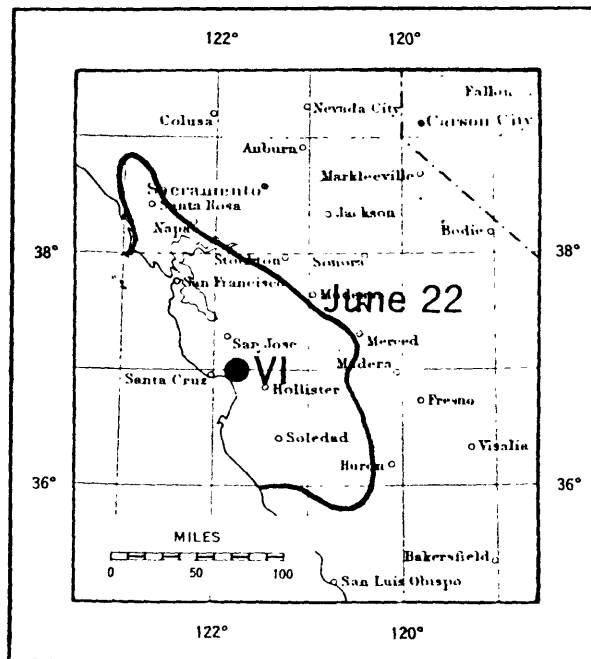 122° 120°
Fallon
Nevada City
Colusa
Carson City
Auburn
Markleeville
Sacramento
Santa Rosa
Jackson
Napa
Bodie
38° 38°
Stockton Sonora
San Francisco
June 22
San Jose
Merced
Madera
VI
Santa Cruz
Hollister
Fresno
Soledad
Visalia
Huron
36° 36°
MILES
Bakersfield
0 50 100
San Luis Obispo
122° 120°